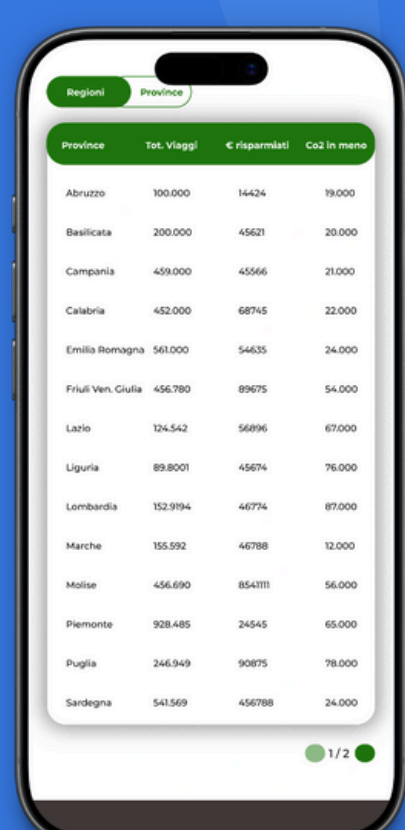 Regioni Province
Province Tot. Viaggi € risparmiati Co2 in meno
Abruzzo 100.000 14424 19.000
Basilicata 200.000 45621 20.000
Campania 459.000 45566 21.000
Calabria 452.000 68745 22.000
Emilia Romagna 561.000 54635 24.000
Friuli Ven. Giulia 456.780 89675 54.000
Lazio 124.542 56896 67.000
Liguria 89.8001 45674 76.000
Lombardia 152.9194 46774 87.000
Marche 155.592 46788 12.000
Molise 456.690 8541111 56.000
Piemonte 928.485 24545 65.000
Puglia 246.949 90875 78.000
Sardegna 541.569 456788 24.000
1 / 2